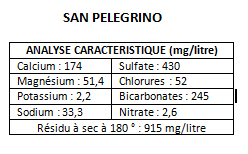 SAN PELEGRINO
ANALYSE CARACTERISTIQUE (mg/litre)
Calcium : 174 Sulfate : 430
Magnésium : 51,4 Chlorures : 52
Potassium : 2,2 Bicarbonates : 245
Sodium : 33,3 Nitrate : 2,6
Résidu à sec à 180 ° : 915 mg/litre